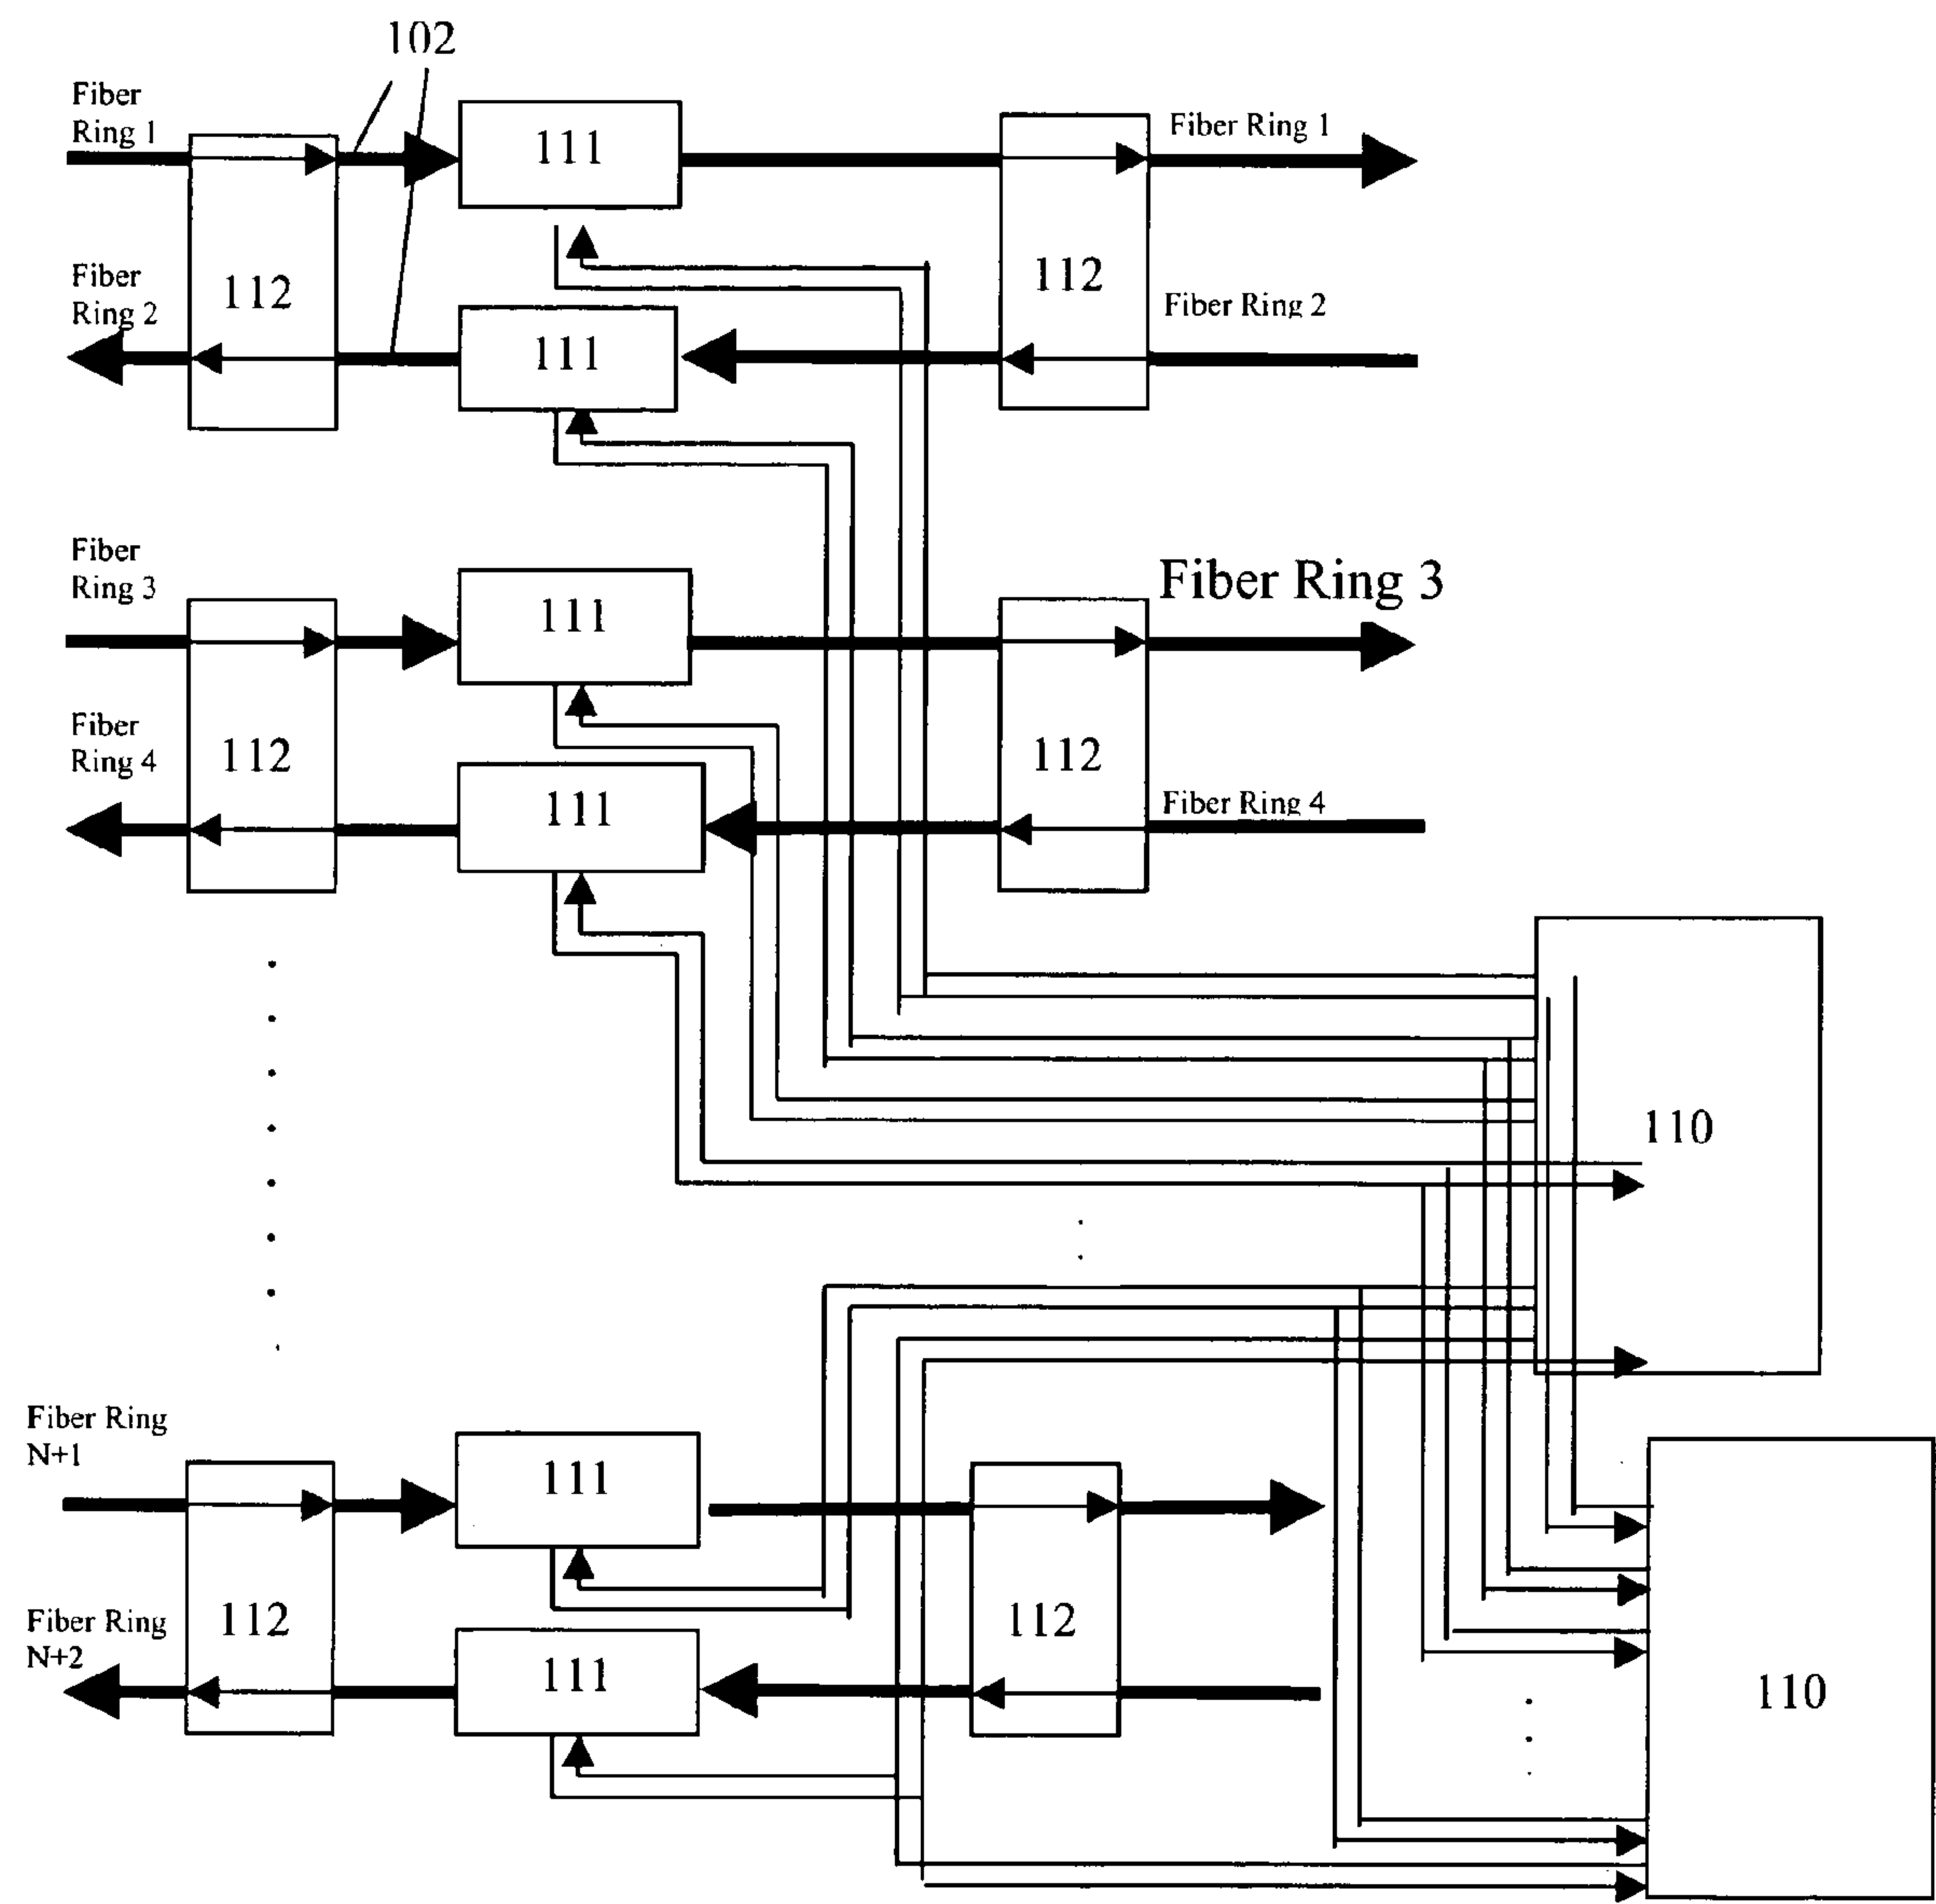 102
Fiber
Ring 1
111
Fiber Ring 1
112
112
Fiber
Ring 2
111
Fiber Ring 2
Fiber
Ring 3
111
Fiber Ring 3
112
112
Fiber
Ring 4
111
Fiber Ring 4
110
Fiber Ring
N+1
111
112
112
Fiber Ring
N+2
111
110